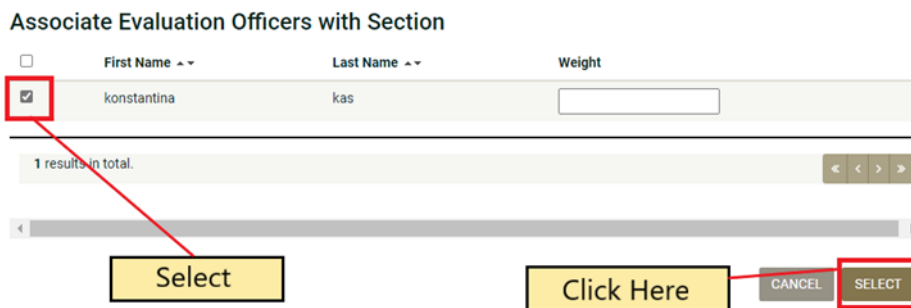 Associate Evaluation Officers with Section
First Name Last Name Weight
konstantina kas
1 results in total.
« < > »
Select
Click Here
CANCEL SELECT